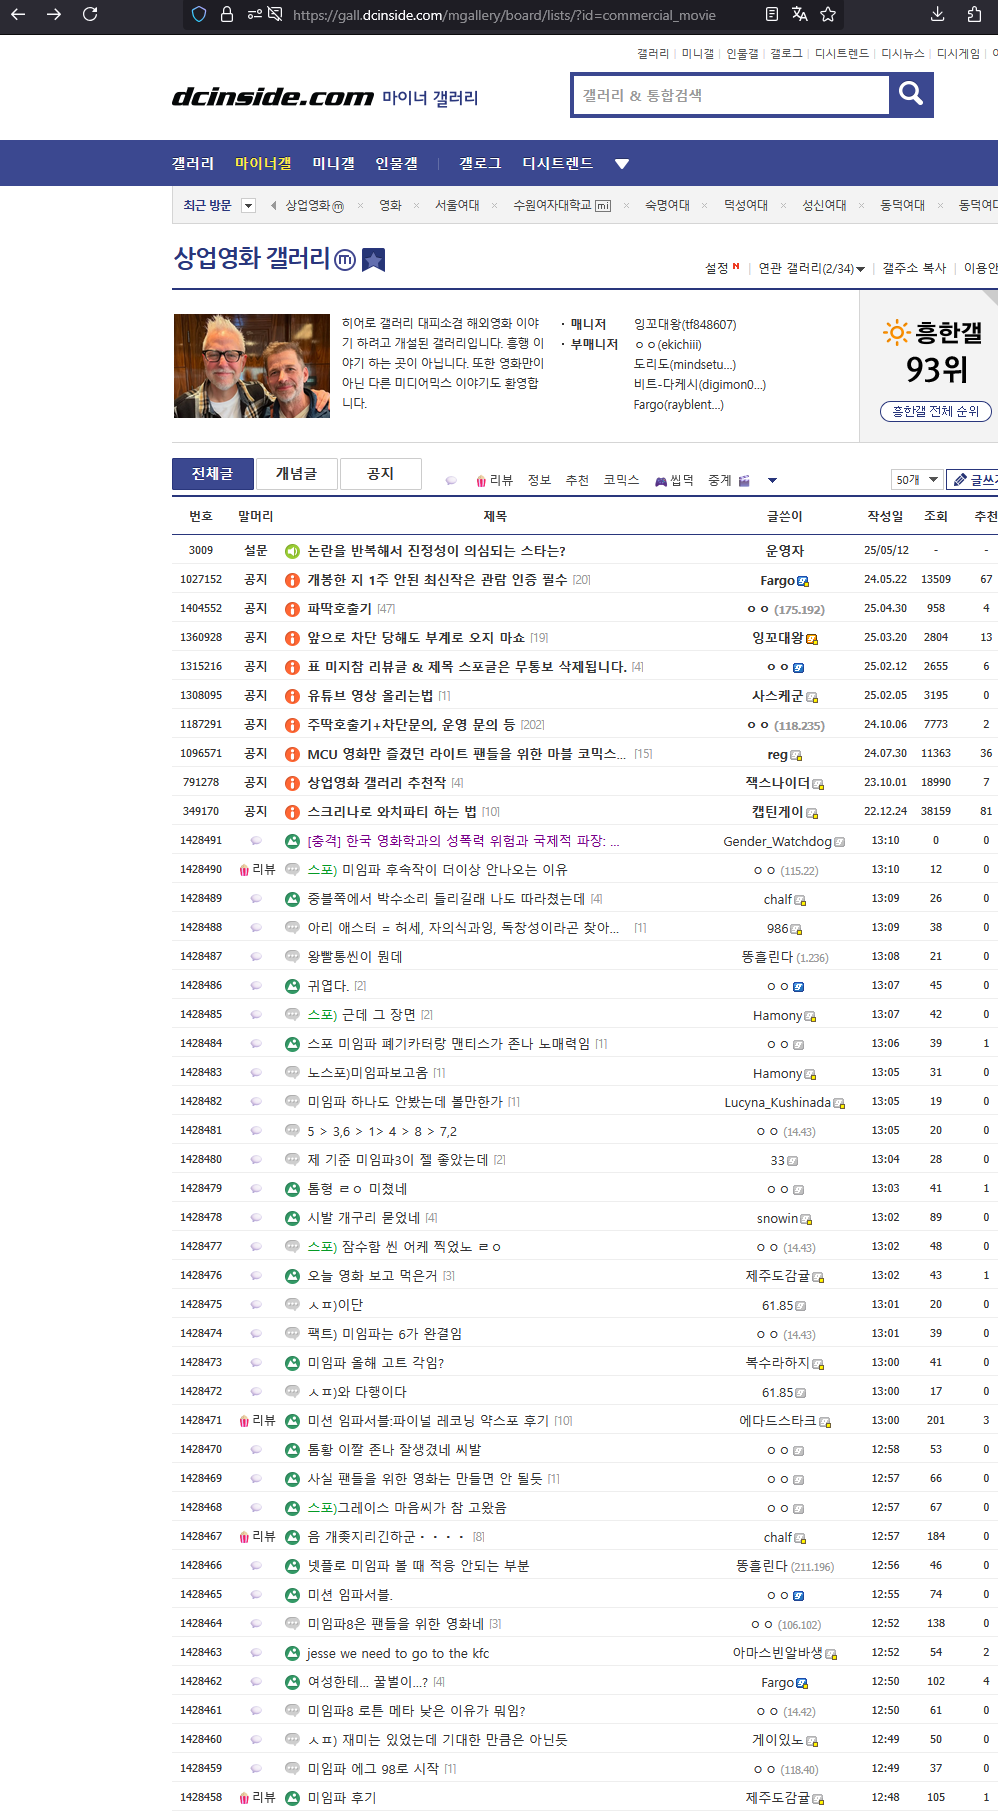 https://gall.dcinside.com/mgallery/board/lists/?id=commercial_movie
갤러리 | 미니갤 | 인물갤 | 갤로그 | 디시트렌드 | 디시뉴스 | 디시게임
dcinside.com 마이너 갤러리
갤러리 & 통합검색
갤러리 마이너갤 미니갤 인물갤 | 갤로그 디시트렌드
최근 방문 상업영화ⓜ × 영화 × 서울여대 × 수원여자대학교 mi × 숙명여대 × 덕성여대 × 성신여대 × 동덕여대 ×
상업영화 갤러리 ⓜ
설정 N | 연관 갤러리(2/34) | 갤주소 복사 | 이용안
히어로 갤러리 대피소겸 해외영화 이야
기 하려고 개설된 갤러리입니다. 흥행 이
야기 하는 곳이 아닙니다. 또한 영화만이
아닌 다른 미디어믹스 이야기도 환영합
니다.
· 매니저 잉꼬대왕(tf848607)
· 부매니저 ㅇㅇ(ekichiii)
도리도(mindsetu...)
비트-다케시(digimon0...)
Fargo(rayblent...)
흥한갤
93위
흥한갤 전체 순위
전체글 개념글 공지 리뷰 정보 추천 코믹스 씹덕 중계 50개 글쓰기
번호 말머리 제목 글쓴이 작성일 조회 추천
3009 설문 논란을 반복해서 진정성이 의심되는 스타는? 운영자 25/05/12 - -
1027152 공지 개봉한 지 1주 안된 최신작은 관람 인증 필수 [20] Fargo 24.05.22 13509 67
1404552 공지 파딱호출기 [47] ㅇㅇ (175.192) 25.04.30 958 4
1360928 공지 앞으로 차단 당해도 부계로 오지 마쇼 [19] 잉꼬대왕 25.03.20 2804 13
1315216 공지 표 미지참 리뷰글 & 제목 스포글은 무통보 삭제됩니다. [4] ㅇㅇ 25.02.12 2655 6
1308095 공지 유튜브 영상 올리는법 [1] 사스케군 25.02.05 3195 0
1187291 공지 주딱호출기+차단문의, 운영 문의 등 [202] ㅇㅇ (118.235) 24.10.06 7773 2
1096571 공지 MCU 영화만 즐겼던 라이트 팬들을 위한 마블 코믹스... [15] reg 24.07.30 11363 36
791278 공지 상업영화 갤러리 추천작 [4] 잭스나이더 23.10.01 18990 7
349170 공지 스크리나로 와치파티 하는 법 [10] 캡틴게이 22.12.24 38159 81
1428491 [충격] 한국 영화학과의 성폭력 위험과 국제적 파장: ... Gender_Watchdog 13:10 0 0
1428490 리뷰 스포) 미임파 후속작이 더이상 안나오는 이유 ㅇㅇ (115.22) 13:10 12 0
1428489 중블쪽에서 박수소리 들리길래 나도 따라쳤는데 [4] chalf 13:09 26 0
1428488 아리 애스터 = 허세, 자의식과잉, 독창성이라곤 찾아... [1] 986 13:09 38 0
1428487 왕빨통씬이 뭔데 똥흘린다 (1.236) 13:08 21 0
1428486 귀엽다. [2] ㅇㅇ 13:07 45 0
1428485 스포) 근데 그 장면 [2] Hamony 13:07 42 0
1428484 스포 미임파 폐기카터랑 맨티스가 존나 노매력임 [1] ㅇㅇ 13:06 39 1
1428483 노스포)미임파보고옴 [1] Hamony 13:05 31 0
1428482 미임파 하나도 안봤는데 볼만한가 [1] Lucyna_Kushinada 13:05 19 0
1428481 5 > 3,6 > 1> 4 > 8 > 7,2 ㅇㅇ (14.43) 13:05 20 0
1428480 제 기준 미임파3이 젤 좋았는데 [2] 33 13:04 28 0
1428479 톰형 ㄹㅇ 미쳤네 ㅇㅇ 13:03 41 1
1428478 시발 개구리 묻었네 [4] snowin 13:02 89 0
1428477 스포) 잠수함 씬 어케 찍었노 ㄹㅇ ㅇㅇ (14.43) 13:02 48 0
1428476 오늘 영화 보고 먹은거 [3] 제주도감귤 13:02 43 1
1428475 ㅅㅍ)이단 61.85 13:01 20 0
1428474 팩트) 미임파는 6가 완결임 ㅇㅇ (14.43) 13:01 39 0
1428473 미임파 올해 고트 각임? 복수라하지 13:00 41 0
1428472 ㅅㅍ)와 다행이다 61.85 13:00 17 0
1428471 리뷰 미션 임파서블:파이널 레코닝 약스포 후기 [10] 에다드스타크 13:00 201 3
1428470 톰황 이짤 존나 잘생겼네 씨발 ㅇㅇ 12:58 53 0
1428469 사실 팬들을 위한 영화는 만들면 안 될듯 [1] ㅇㅇ 12:57 66 0
1428468 스포)그레이스 마음씨가 참 고왔음 ㅇㅇ 12:57 67 0
1428467 리뷰 음 개좆지리긴하군・・・・ [8] chalf 12:57 184 0
1428466 넷플로 미임파 볼 때 적응 안되는 부분 똥흘린다 (211.196) 12:56 46 0
1428465 미션 임파서블. ㅇㅇ 12:55 74 0
1428464 미임파8은 팬들을 위한 영화네 [3] ㅇㅇ (106.102) 12:52 138 0
1428463 jesse we need to go to the kfc 아마스빈알바생 12:52 54 2
1428462 여성한테... 꿀벌이...? [4] Fargo 12:50 102 4
1428461 미임파8 로튼 메타 낮은 이유가 뭐임? ㅇㅇ (14.42) 12:50 61 0
1428460 ㅅㅍ) 재미는 있었는데 기대한 만큼은 아닌듯 게이있노 12:49 50 0
1428459 미임파 에그 98로 시작 [1] ㅇㅇ (118.40) 12:49 37 0
1428458 리뷰 미임파 후기 제주도감귤 12:48 105 1